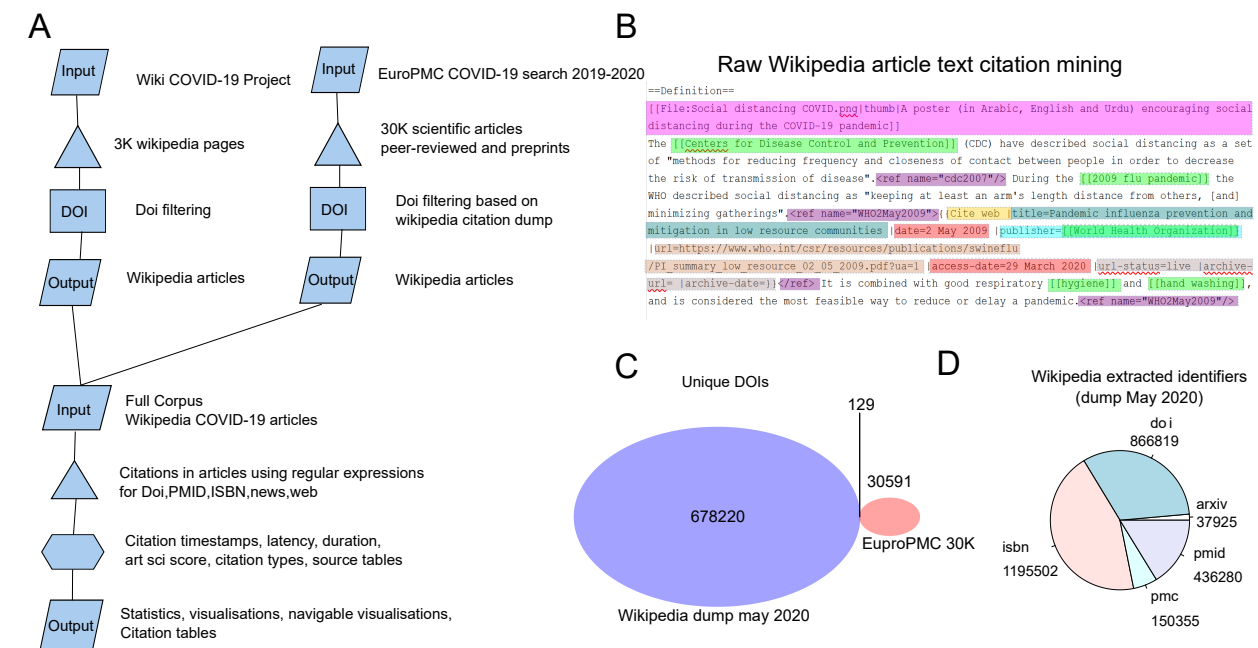 A
Input
Wiki COVID-19 Project
Input
EuroPMC COVID-19 search 2019-2020
3K wikipedia pages
30K scientific articles
peer-reviewed and preprints
DOI
Doi filtering
DOI
Doi filtering based on
wikipedia citation dump
Output
Wikipedia articles
Output
Wikipedia articles
Input
Full Corpus
Wikipedia COVID-19 articles
Citations in articles using regular expressions
for Doi,PMID,ISBN,news,web
Citation timestamps, latency, duration,
art sci score, citation types, source tables
Output
Statistics, visualisations, navigable visualisations,
Citation tables
B
Raw Wikipedia article text citation mining
==Definition==
[[File:Social distancing COVID.png|thumb|A poster (in Arabic, English and Urdu) encouraging social
distancing during the COVID-19 pandemic]]
The [[Centers for Disease Control and Prevention]] (CDC) have described social distancing as a set
of "methods for reducing frequency and closeness of contact between people in order to decrease
the risk of transmission of disease".<ref name="cdc2007"/> During the [[2009 flu pandemic]] the
WHO described social distancing as "keeping at least an arm's length distance from others, [and]
minimizing gatherings".<ref name="WHO2May2009">{{Cite web |title=Pandemic influenza prevention and
mitigation in low resource communities |date=2 May 2009 |publisher=[[World Health Organization]]
|url=https://www.who.int/csr/resources/publications/swineflu
/PI_summary_low_resource_02_05_2009.pdf?ua=1 |access-date=29 March 2020 |url-status=live |archive-
url= |archive-date=}}</ref> It is combined with good respiratory [[hygiene]] and [[hand washing]],
and is considered the most feasible way to reduce or delay a pandemic.<ref name="WHO2May2009"/>
C
Unique DOIs
129
30591
678220
EuproPMC 30K
Wikipedia dump may 2020
D
Wikipedia extracted identifiers
(dump May 2020)
doi
866819
arxiv
37925
isbn
1195502
pmid
436280
pmc
150355